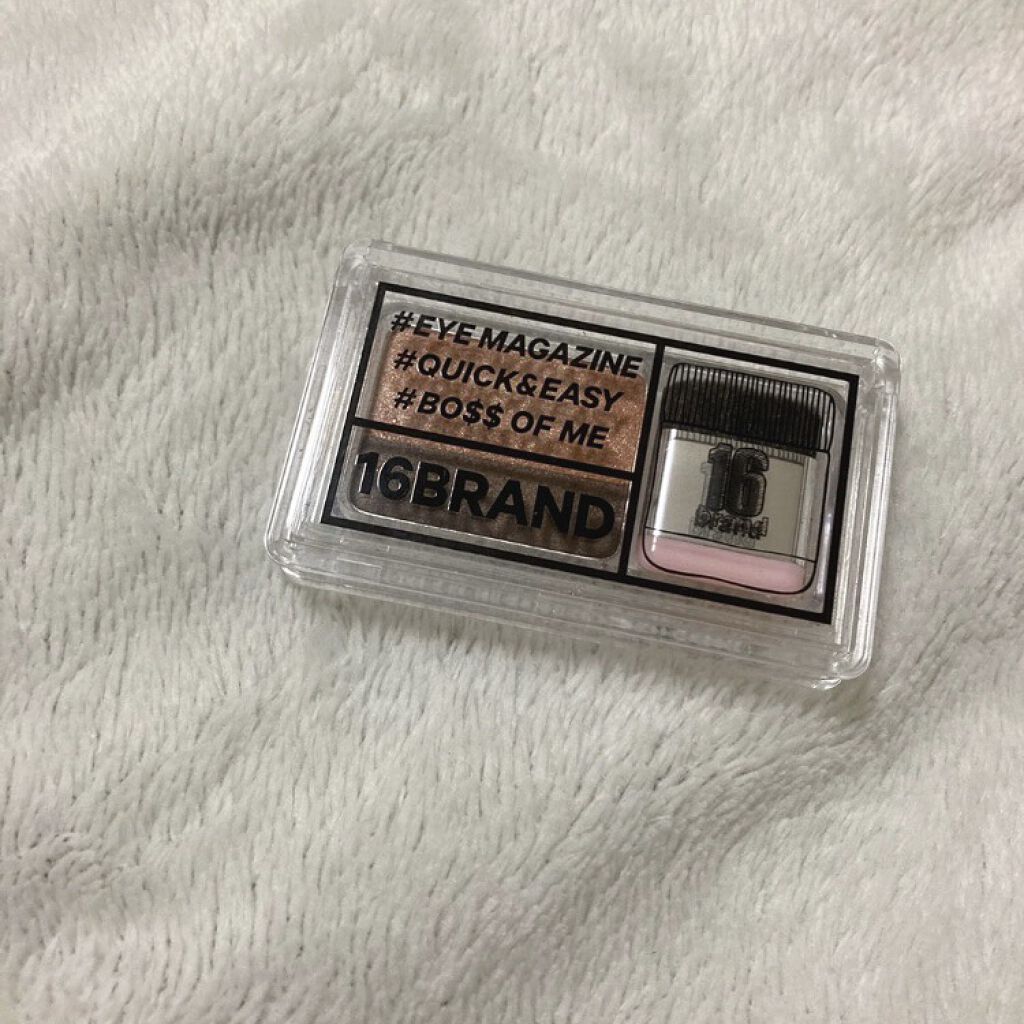 #EYE MAGAZINE
#QUICK&EASY
#BO$$ OF ME
16BRAND
16
Brand